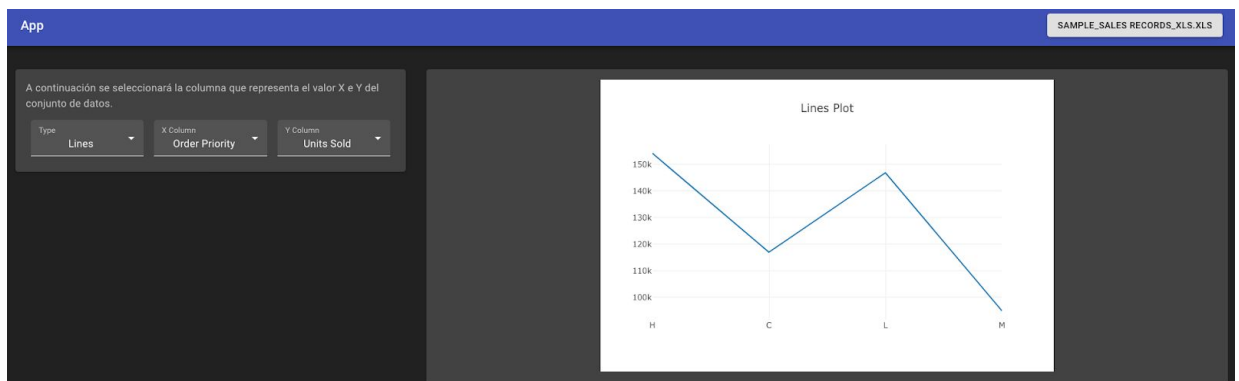 App
SAMPLE_SALES RECORDS_XLS.XLS
A continuación se seleccionará la columna que representa el valor X e Y del
conjunto de datos.
Type
Lines
X Column
Order Priority
Y Column
Units Sold
Lines Plot
150k
140k
130k
120k
110k
100k
H C L M